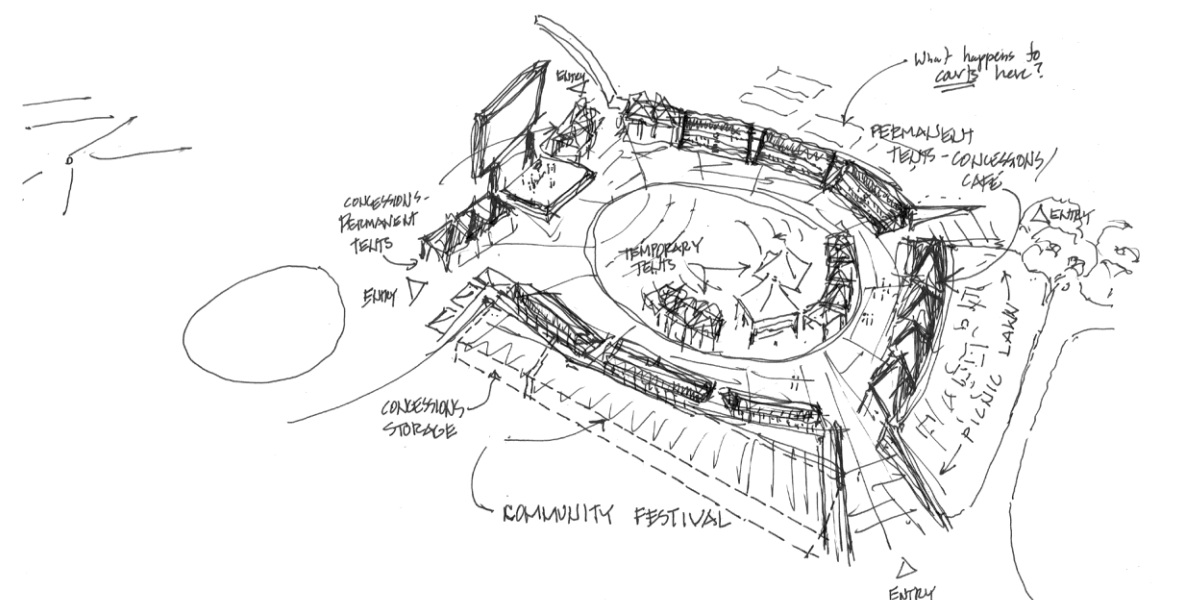 What happens to
carts here?
ENTRY
PERMANENT
TENTS - CONCESSIONS/
CAFE
CONCESSIONS -
PERMANENT
TENTS
ENTRY
TEMPORARY
TENTS
ENTRY
PICNIC LAWN
CONCESSIONS
STORAGE
COMMUNITY FESTIVAL
ENTRY